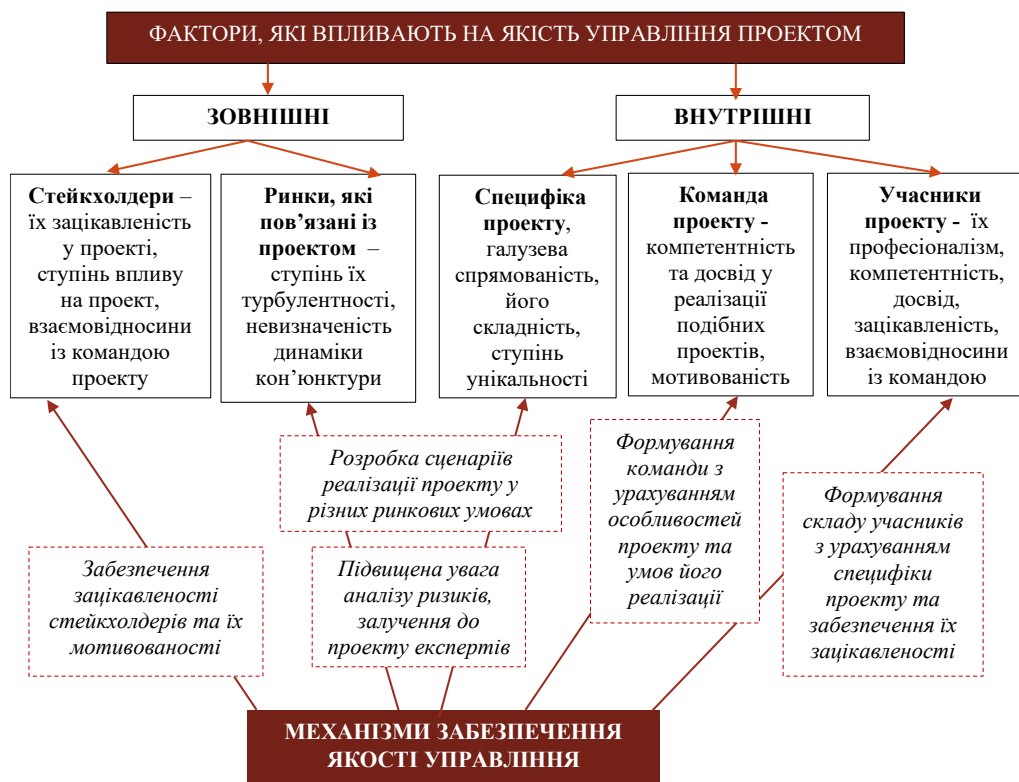 ФАКТОРИ, ЯКІ ВПЛИВАЮТЬ НА ЯКІСТЬ УПРАВЛІННЯ ПРОЕКТОМ
ЗОВНІШНІ
ВНУТРІШНІ
Стейкхолдери –
їх зацікавленість
у проекті,
ступінь впливу
на проект,
взаємовідносини
із командою
проекту
Ринки, які
пов’язані із
проектом –
ступінь їх
турбулентності,
невизначеність
динаміки
кон’юнктури
Специфіка
проекту,
галузева
спрямованість,
його
складність,
ступінь
унікальності
Команда
проекту -
компетентність
та досвід у
реалізації
подібних
проектів,
мотивованість
Учасники
проекту - їх
професіоналізм,
компетентність,
досвід,
зацікавленість,
взаємовідносини
із командою
Забезпечення
зацікавленості
стейкхолдерів та їх
мотивованості
Розробка сценаріїв
реалізації проекту у
різних ринкових умовах
Підвищена увага
аналізу ризиків,
залучення до
проекту експертів
Формування
команди з
урахуванням
особливостей
проекту та
умов його
реалізації
Формування
складу учасників
з урахуванням
специфіки
проекту та
забезпечення їх
зацікавленості
МЕХАНІЗМИ ЗАБЕЗПЕЧЕННЯ
ЯКОСТІ УПРАВЛІННЯ